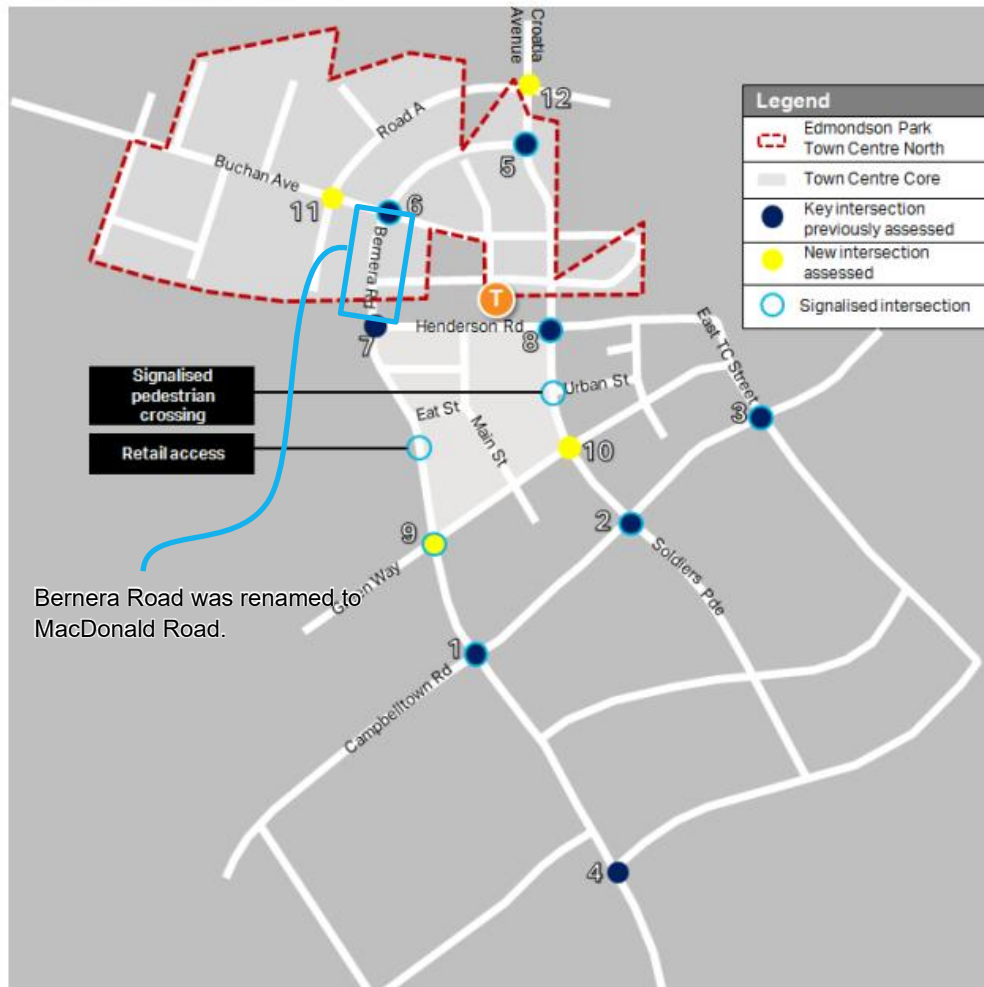 Croatia
Avenue
12
Road A
5
Buchan Ave
11
6
Bernera Rd
T
Henderson Rd
7
8
East TC Street
Urban St
Signalised
pedestrian
crossing
Eat St
Main St
3
Retail access
10
9
2
Soldiers Pde
Bernera Road was renamed to
MacDonald Road.
1
Campbelltown Rd
4
Legend
Edmondson Park
Town Centre North
Town Centre Core
Key intersection
previously assessed
New intersection
assessed
Signalised intersection